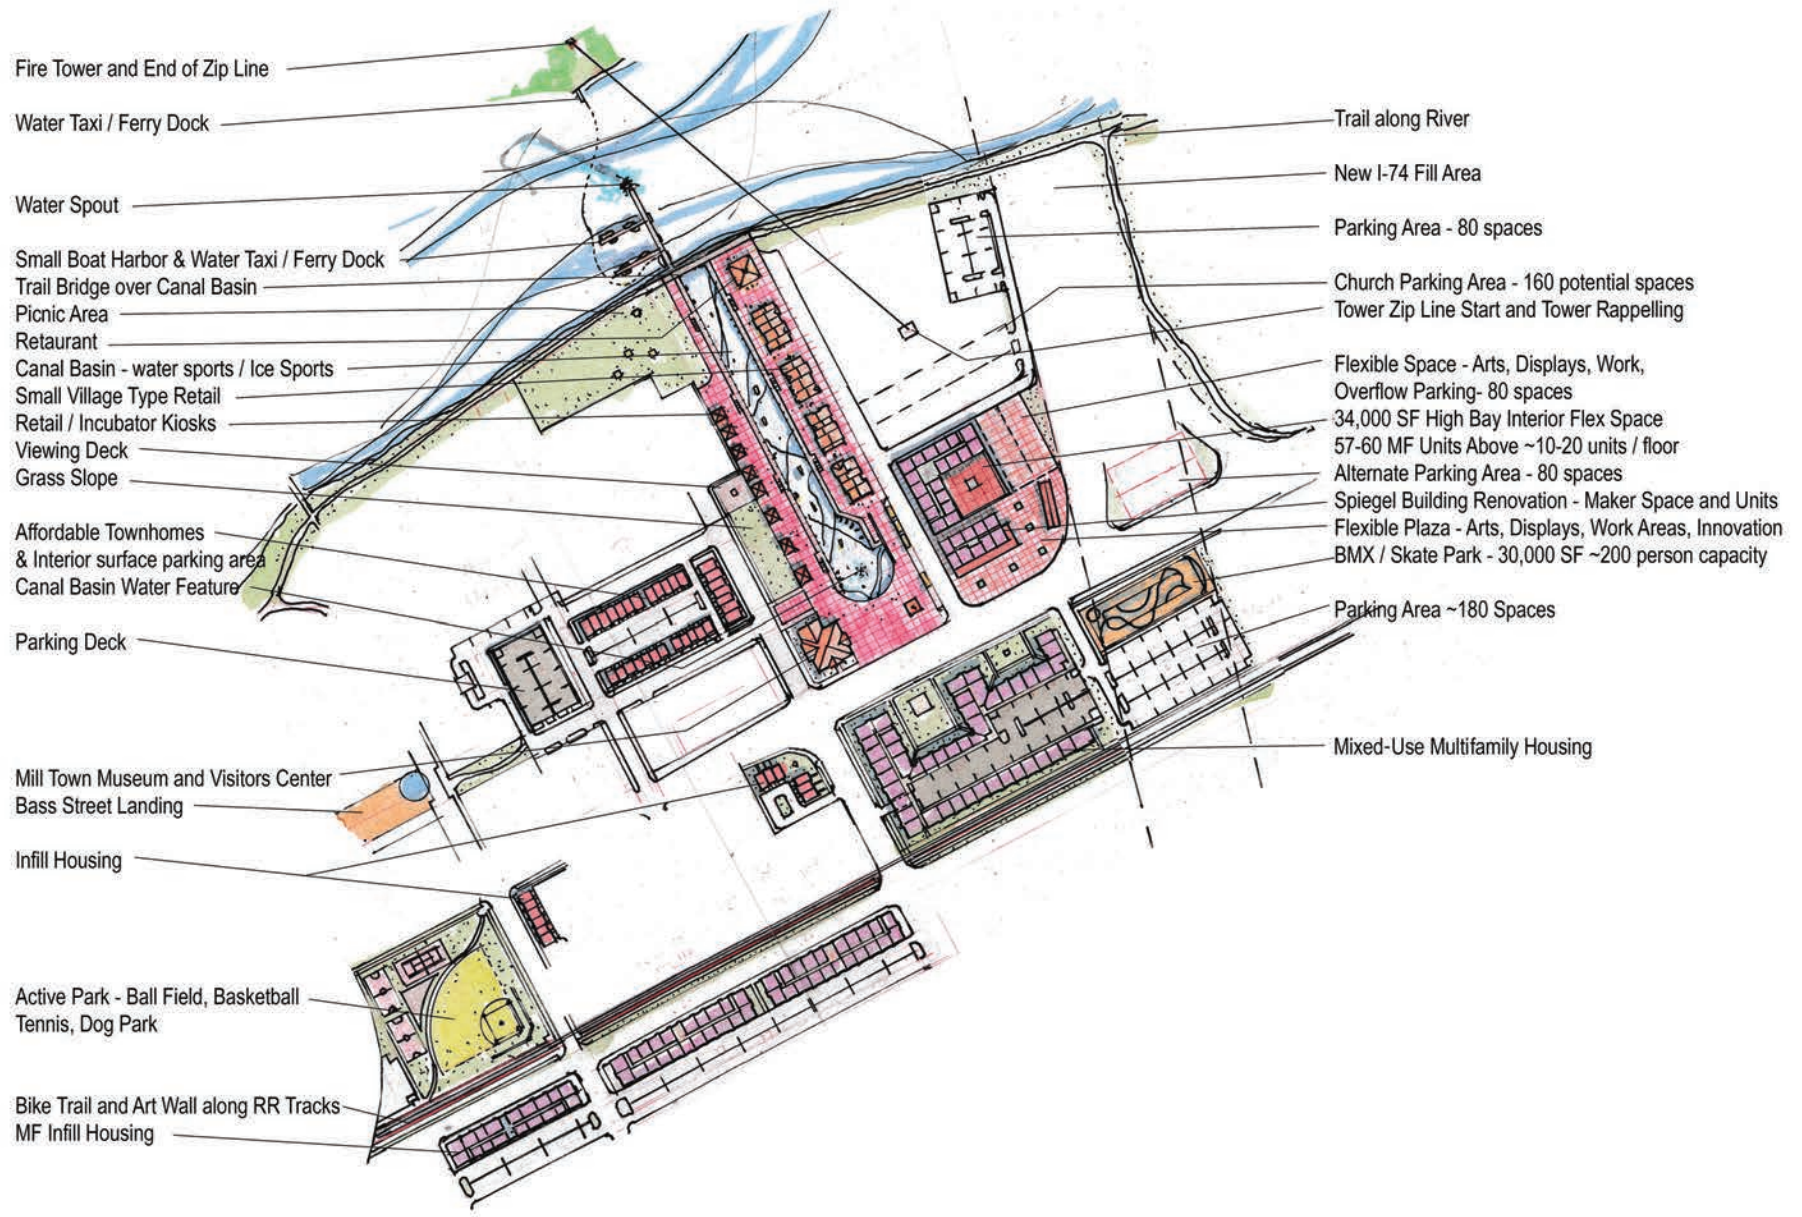 Fire Tower and End of Zip Line
Water Taxi / Ferry Dock
Water Spout
Small Boat Harbor & Water Taxi / Ferry Dock
Trail Bridge over Canal Basin
Picnic Area
Retaurant
Canal Basin - water sports / Ice Sports
Small Village Type Retail
Retail / Incubator Kiosks
Viewing Deck
Grass Slope
Affordable Townhomes
& Interior surface parking area
Canal Basin Water Feature
Parking Deck
Mill Town Museum and Visitors Center
Bass Street Landing
Infill Housing
Active Park - Ball Field, Basketball
Tennis, Dog Park
Bike Trail and Art Wall along RR Tracks
MF Infill Housing
Trail along River
New I-74 Fill Area
Parking Area - 80 spaces
Church Parking Area - 160 potential spaces
Tower Zip Line Start and Tower Rappelling
Flexible Space - Arts, Displays, Work,
Overflow Parking- 80 spaces
34,000 SF High Bay Interior Flex Space
57-60 MF Units Above ~10-20 units / floor
Alternate Parking Area - 80 spaces
Spiegel Building Renovation - Maker Space and Units
Flexible Plaza - Arts, Displays, Work Areas, Innovation
BMX / Skate Park - 30,000 SF ~200 person capacity
Parking Area ~180 Spaces
Mixed-Use Multifamily Housing